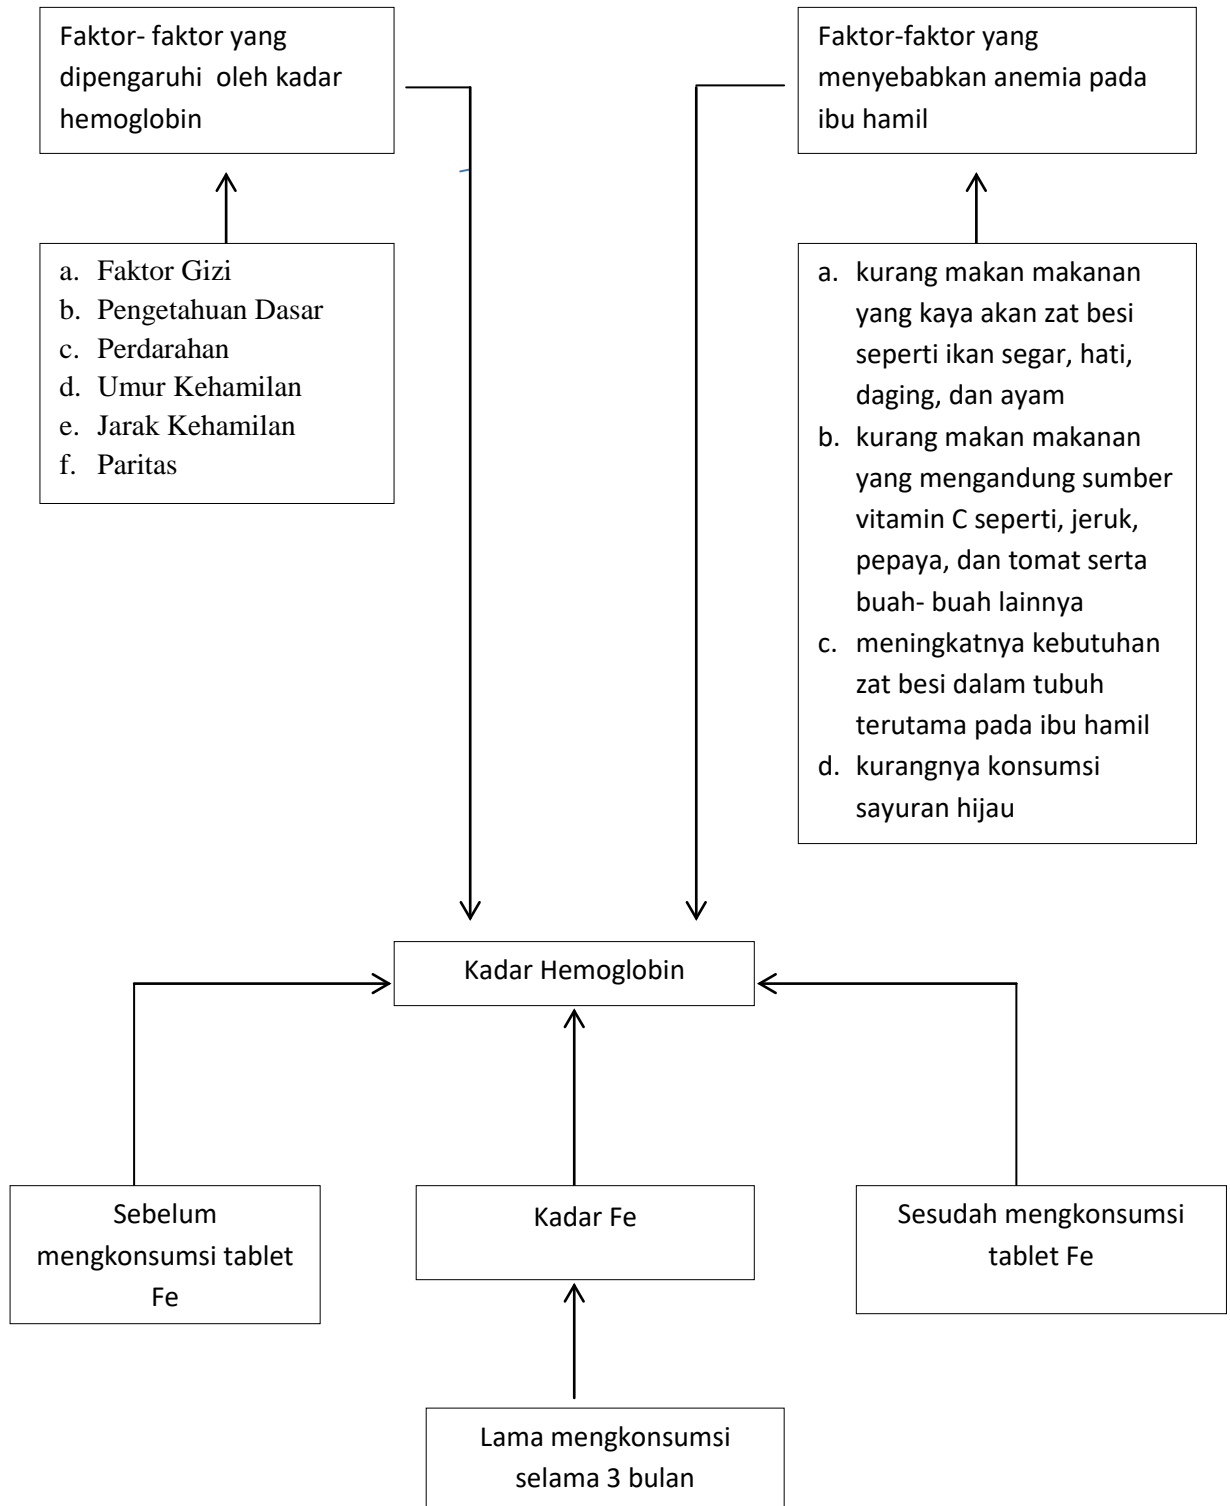 Faktor- faktor yang
dipengaruhi oleh kadar
hemoglobin
Faktor-faktor yang
menyebabkan anemia pada
ibu hamil
a. Faktor Gizi
b. Pengetahuan Dasar
c. Perdarahan
d. Umur Kehamilan
e. Jarak Kehamilan
f. Paritas
a. kurang makan makanan
yang kaya akan zat besi
seperti ikan segar, hati,
daging, dan ayam
b. kurang makan makanan
yang mengandung sumber
vitamin C seperti, jeruk,
pepaya, dan tomat serta
buah- buah lainnya
c. meningkatnya kebutuhan
zat besi dalam tubuh
terutama pada ibu hamil
d. kurangnya konsumsi
sayuran hijau
Kadar Hemoglobin
Sebelum
mengkonsumsi tablet
Fe
Kadar Fe
Sesudah mengkonsumsi
tablet Fe
Lama mengkonsumsi
selama 3 bulan